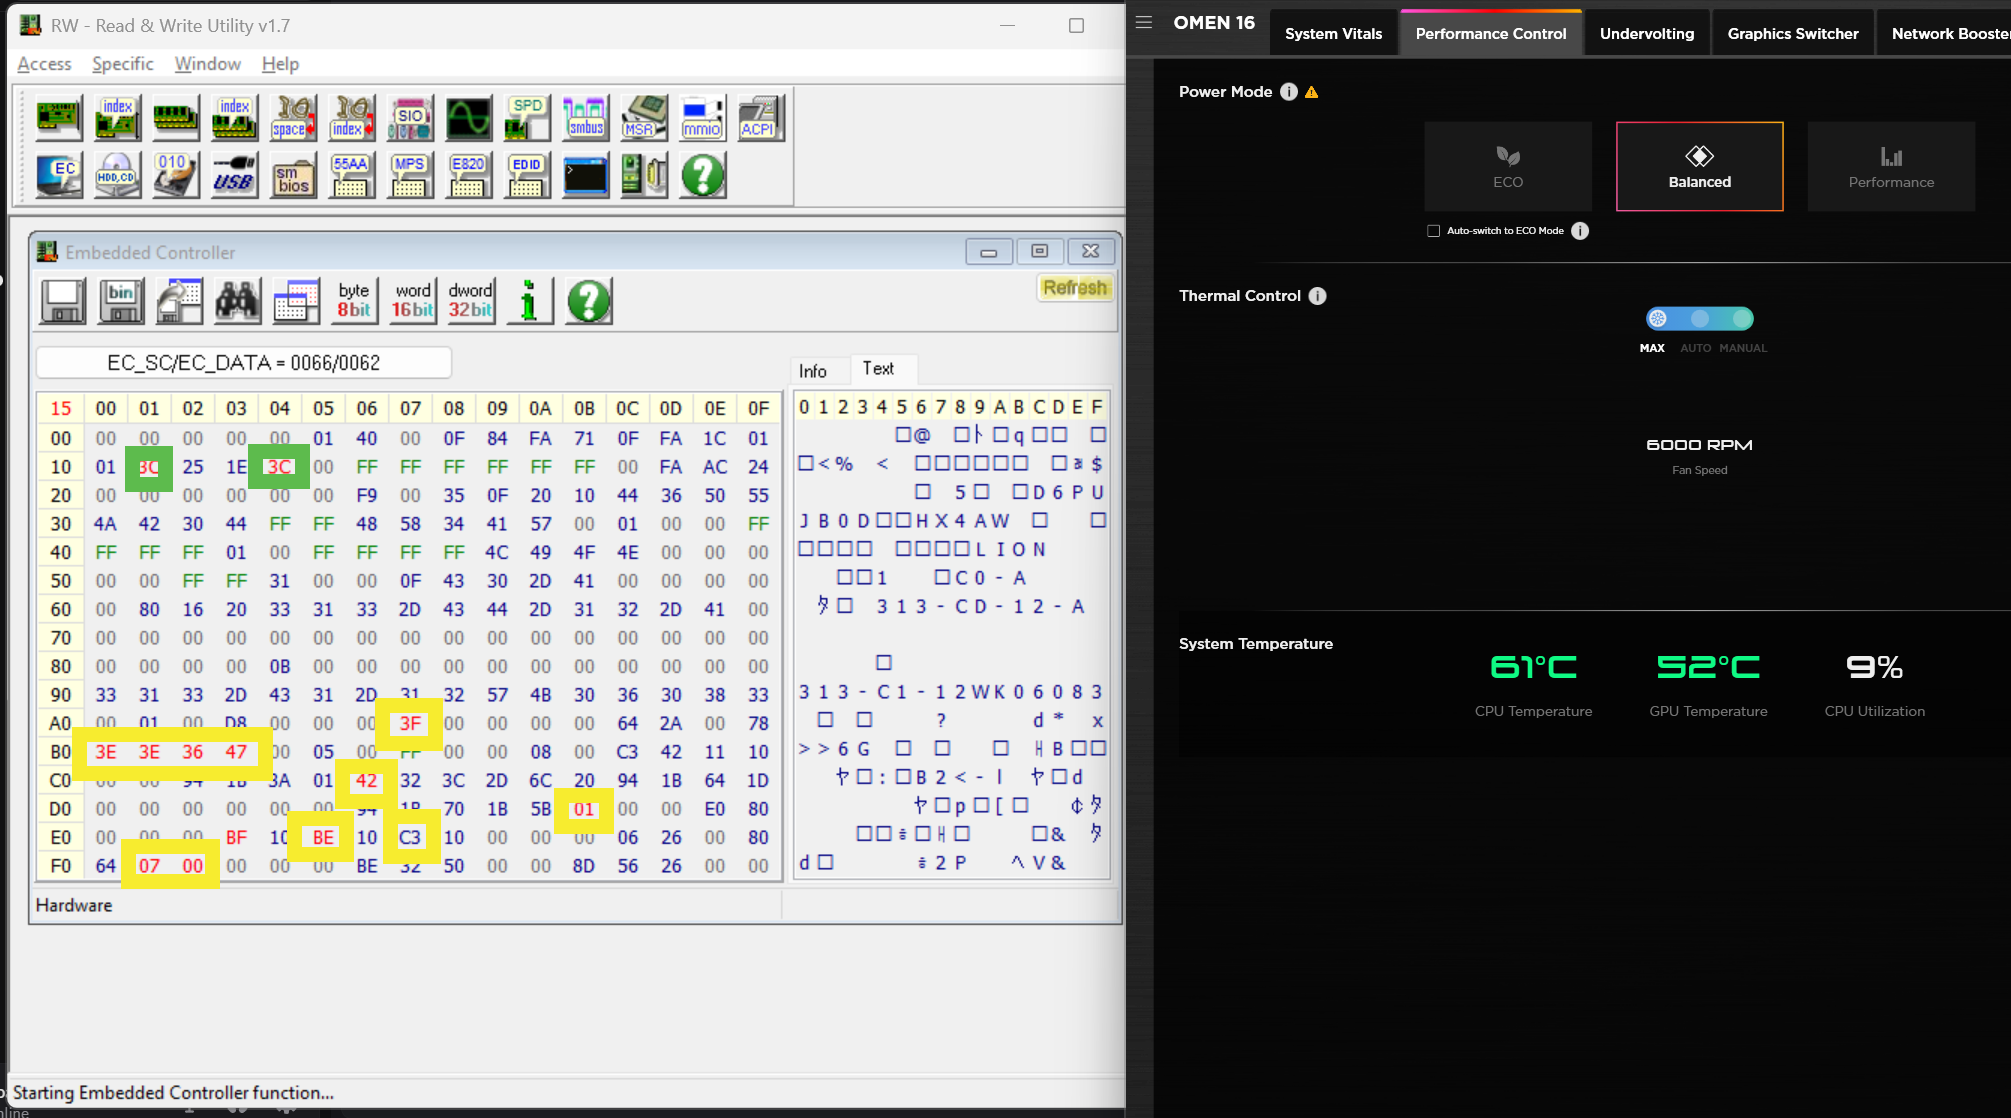 RW - Read & Write Utility v1.7
Access Specific Window Help
index index space index SIO SPD smbus MSR mmio ACPI
EC HDD,CD 010 USB sm bios 55AA MPS E820 EDID
Embedded Controller
bin byte 8bit word 16bit dword 32bit Refresh
EC_SC/EC_DATA = 0066/0062
Info Text
15 00 01 02 03 04 05 06 07 08 09 0A 0B 0C 0D 0E 0F
00 00 00 00 00 00 01 40 00 0F 84 FA 71 0F FA 1C 01
10 01 3C 25 1E 3C 00 FF FF FF FF FF FF 00 FA AC 24
20 00 00 00 00 00 00 F9 00 35 0F 20 10 44 36 50 55
30 4A 42 30 44 FF FF 48 58 34 41 57 00 01 00 00 FF
40 FF FF FF 01 00 FF FF FF FF 4C 49 4F 4E 00 00 00
50 00 00 FF FF 31 00 00 0F 43 30 2D 41 00 00 00 00
60 00 80 16 20 33 31 33 2D 43 44 2D 31 32 2D 41 00
70 00 00 00 00 00 00 00 00 00 00 00 00 00 00 00 00
80 00 00 00 00 0B 00 00 00 00 00 00 00 00 00 00 00
90 33 31 33 2D 43 31 2D 31 32 57 4B 30 36 30 38 33
A0 00 01 00 D8 00 00 00 3F 00 00 00 00 64 2A 00 78
B0 3E 3E 36 47 00 05 00 FF 00 00 08 00 C3 42 11 10
C0 00 00 94 1B 3A 01 42 32 3C 2D 6C 20 94 1B 64 1D
D0 00 00 00 00 00 00 94 1B 70 1B 5B 01 00 00 E0 80
E0 00 00 00 BF 10 BE 10 C3 10 00 00 00 06 26 00 80
F0 64 07 00 00 00 00 BE 32 50 00 00 8D 56 26 00 00
0 1 2 3 4 5 6 7 8 9 A B C D E F
□@ □ト□q□□ □
□<% < □□□□□□ □ｪ$
□ 5□ □D6PU
JB0D□□HX4AW □ □
□□□□ □□□□LION
□□1 □C0-A
タ□ 313-CD-12-A
□
313-C1-12WK06083
□ □ ? d* x
>>6G □ □ □ ﾃB□□
ヤ□:□B2<-l ヤ□d
ヤ□p□[□ ¢タ
d□ 2P ヘV&
Hardware
Starting Embedded Controller function...
OMEN 16
System Vitals Performance Control Undervolting Graphics Switcher Network Booster
Power Mode
ECO Balanced Performance
Auto-switch to ECO Mode
Thermal Control
MAX AUTO MANUAL
6000 RPM
Fan Speed
System Temperature
61°C 52°C 9%
CPU Temperature GPU Temperature CPU Utilization